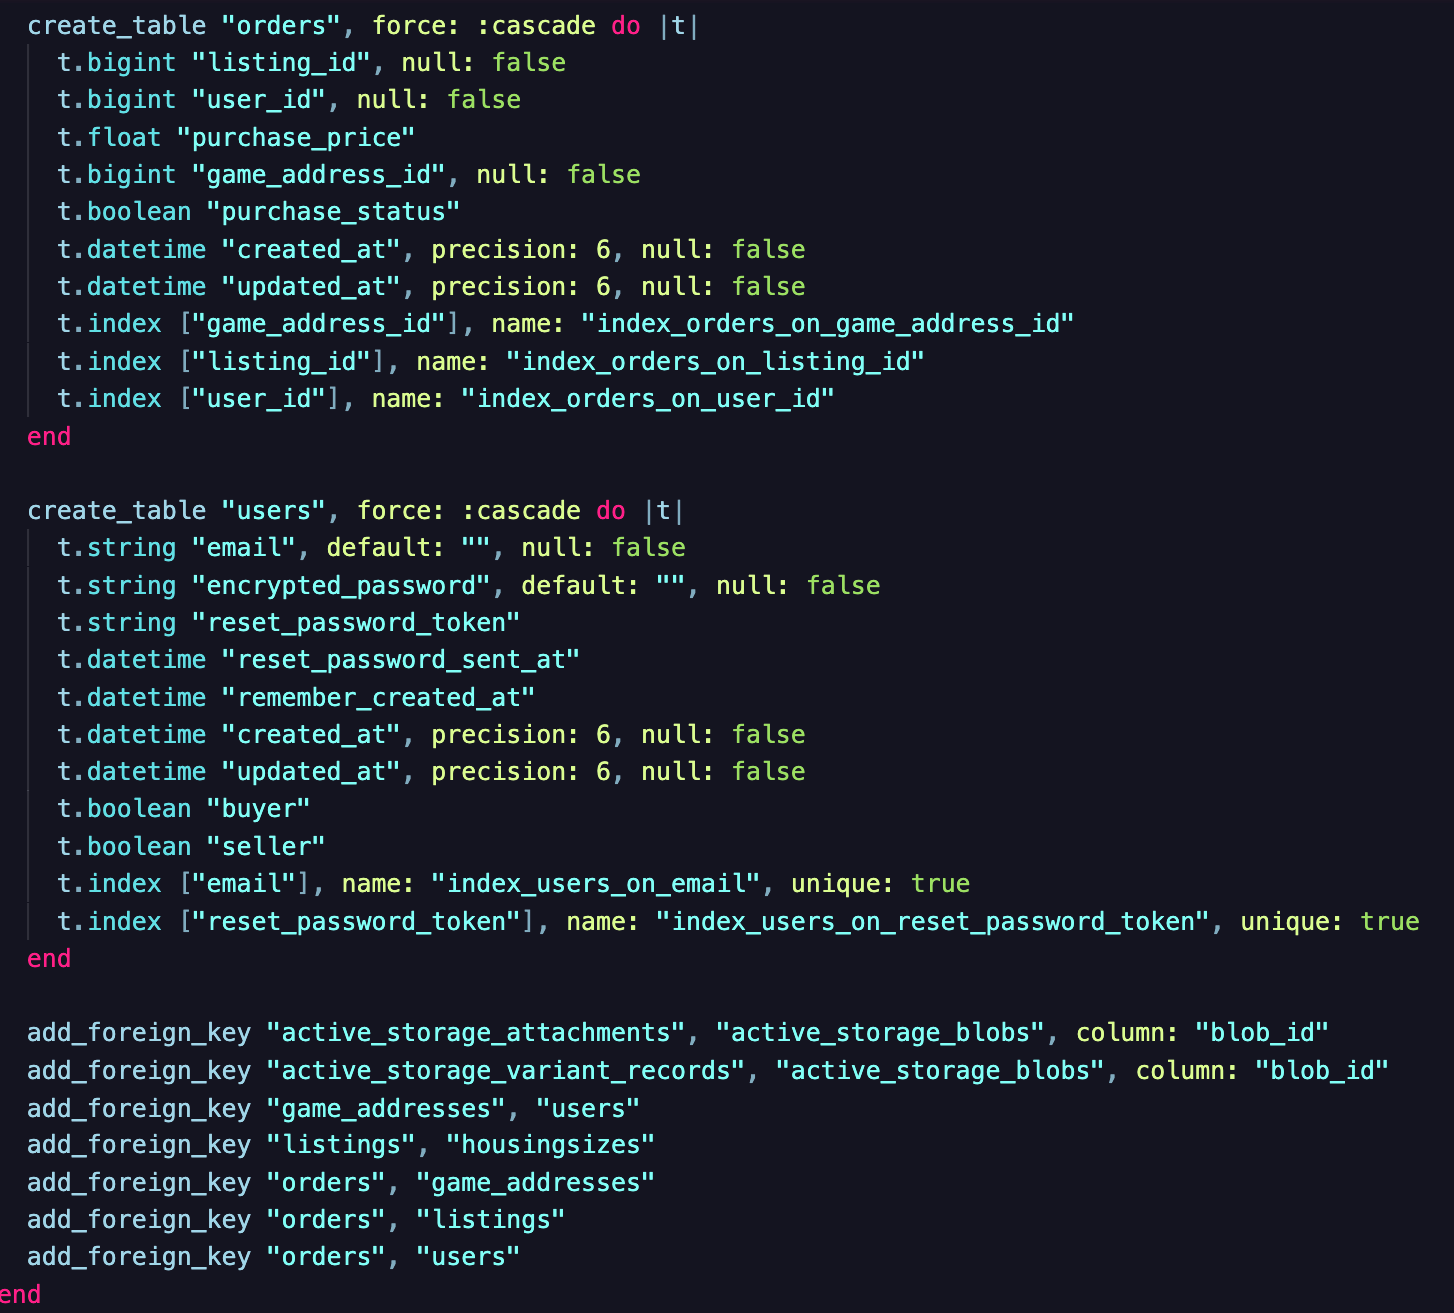 create_table "orders", force: :cascade do |t|
t.bigint "listing_id", null: false
t.bigint "user_id", null: false
t.float "purchase_price"
t.bigint "game_address_id", null: false
t.boolean "purchase_status"
t.datetime "created_at", precision: 6, null: false
t.datetime "updated_at", precision: 6, null: false
t.index ["game_address_id"], name: "index_orders_on_game_address_id"
t.index ["listing_id"], name: "index_orders_on_listing_id"
t.index ["user_id"], name: "index_orders_on_user_id"
end
create_table "users", force: :cascade do |t|
t.string "email", default: "", null: false
t.string "encrypted_password", default: "", null: false
t.string "reset_password_token"
t.datetime "reset_password_sent_at"
t.datetime "remember_created_at"
t.datetime "created_at", precision: 6, null: false
t.datetime "updated_at", precision: 6, null: false
t.boolean "buyer"
t.boolean "seller"
t.index ["email"], name: "index_users_on_email", unique: true
t.index ["reset_password_token"], name: "index_users_on_reset_password_token", unique: true
end
add_foreign_key "active_storage_attachments", "active_storage_blobs", column: "blob_id"
add_foreign_key "active_storage_variant_records", "active_storage_blobs", column: "blob_id"
add_foreign_key "game_addresses", "users"
add_foreign_key "listings", "housingsizes"
add_foreign_key "orders", "game_addresses"
add_foreign_key "orders", "listings"
add_foreign_key "orders", "users"
end